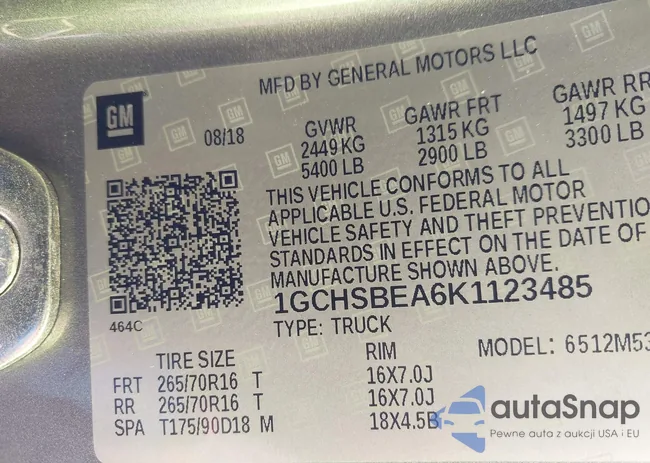 MFD BY GENERAL MOTORS LLC
GM
08/18
GVWR GAWR FRT GAWR RR
2449 KG 1315 KG 1497 KG
5400 LB 2900 LB 3300 LB
THIS VEHICLE CONFORMS TO ALL
APPLICABLE U.S. FEDERAL MOTOR
VEHICLE SAFETY AND THEFT PREVENTIO
STANDARDS IN EFFECT ON THE DATE OF
MANUFACTURE SHOWN ABOVE.
1GCHSBEA6K1123485
464C
TYPE: TRUCK
MODEL: 6512M53
TIRE SIZE RIM
FRT 265/70R16 T 16X7.0J
RR 265/70R16 T 16X7.0J
SPA T175/90D18 M 18X4.5B
autaSnap
Pewne auta z aukcji USA i EU